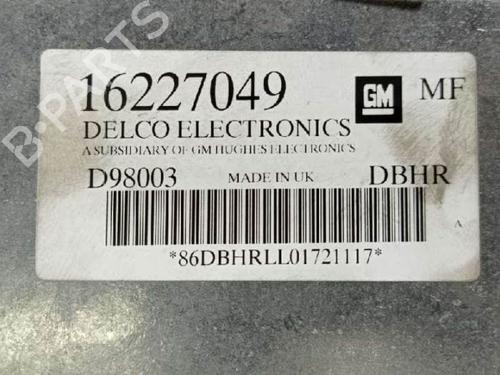 B-PARTS
16227049
GM
MF
DELCO ELECTRONICS
A SUBSIDIARY OF GM HUGHES ELECTRONICS
D98003
MADE IN UK
DBHR
A
*86DBHRLL01721117*